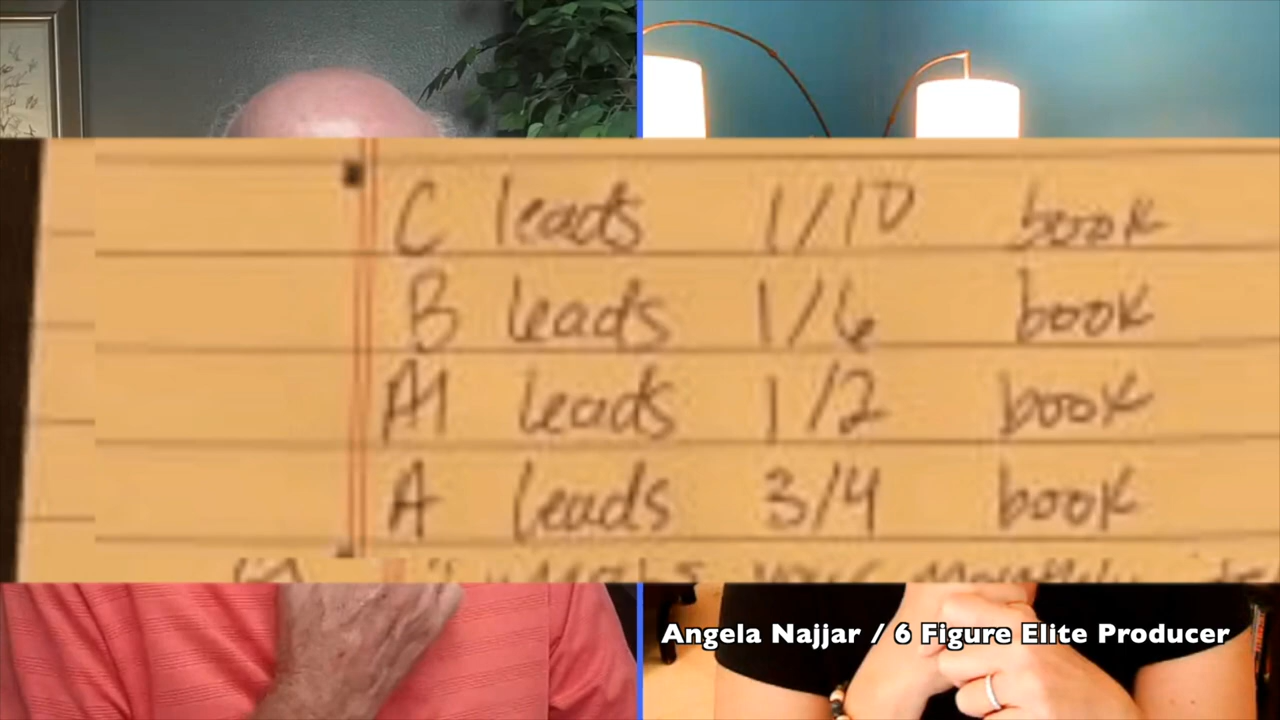 C leads 1/10 book
B leads 1/6 book
A1 leads 1/2 book
A leads 3/4 book
Angela Najjar / 6 Figure Elite Producer